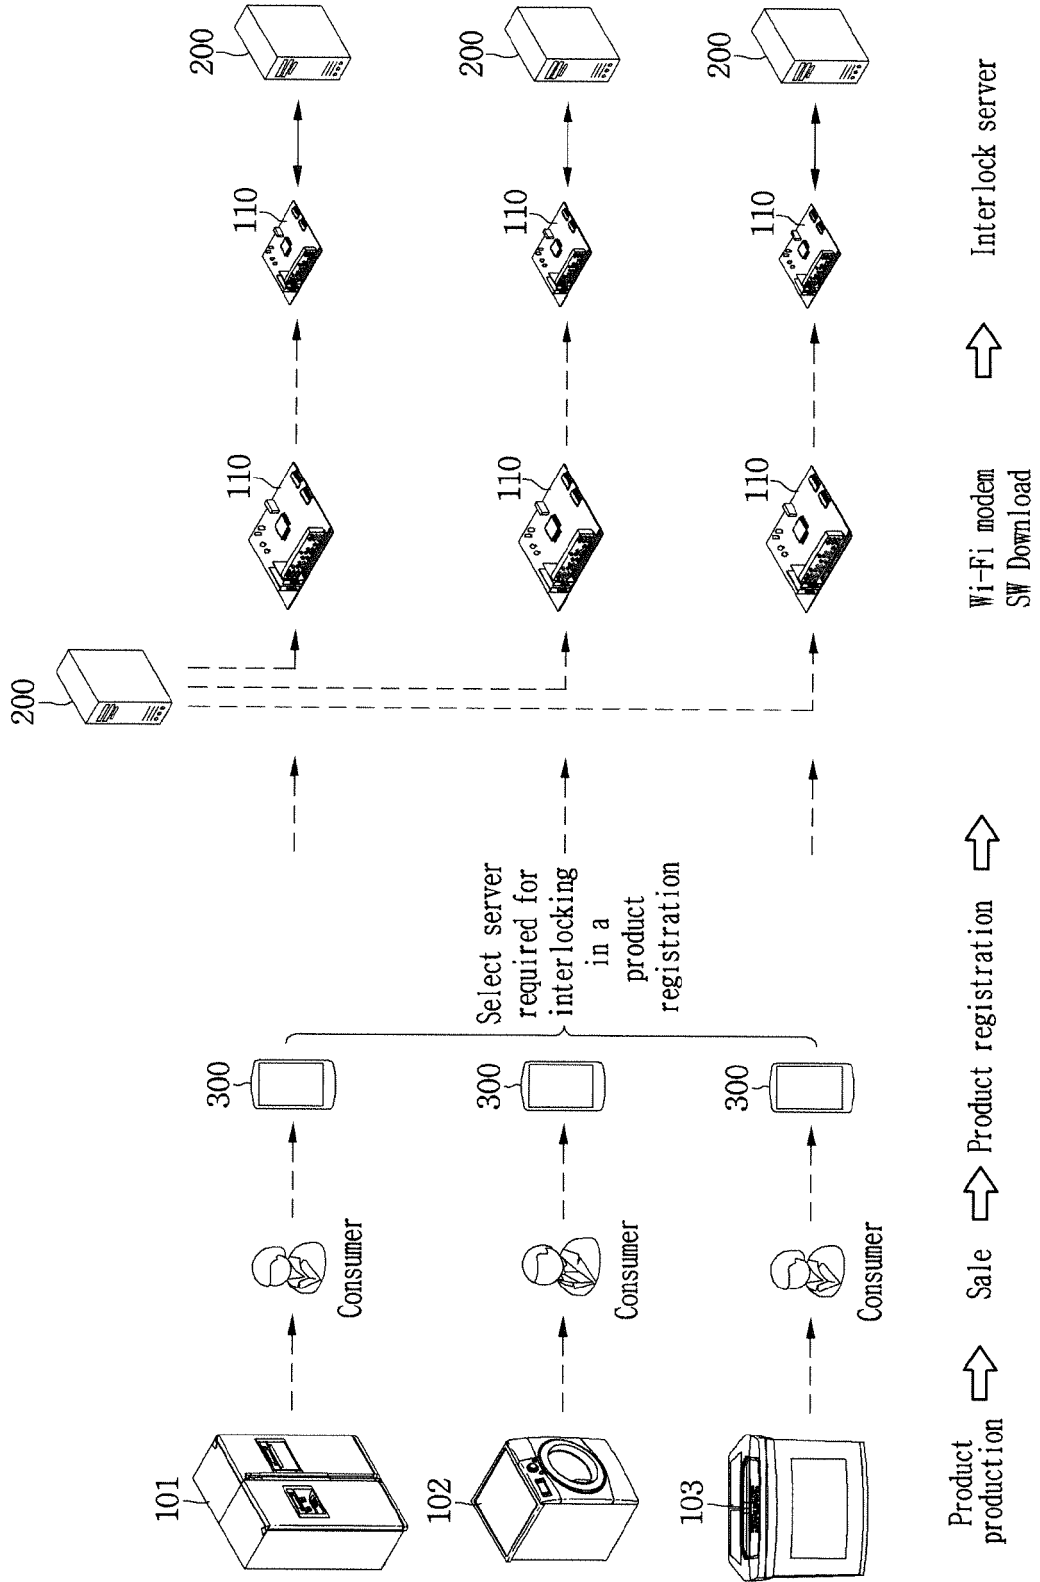 200
101
Consumer
300
110
110
200
102
Consumer
300
Select server
required for
interlocking
in a
product
registration
110
110
200
103
Consumer
300
110
110
200
Product
production
Sale
Product registration
Wi-Fi modem
SW Download
Interlock server